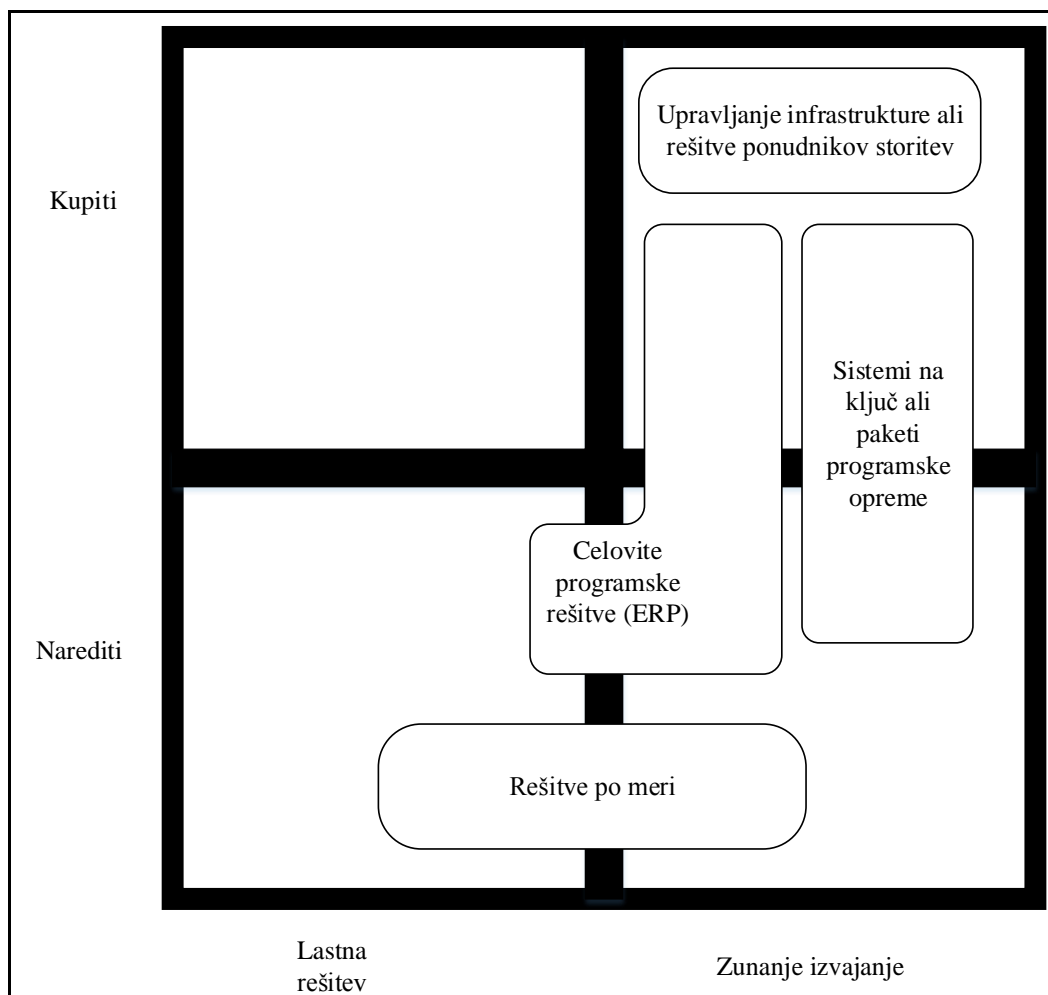 Upravljanje infrastrukture ali
rešitve ponudnikov storitev
Kupiti
Sistemi na
ključ ali
paketi
programske
opreme
Celovite
programske
rešitve (ERP)
Narediti
Rešitve po meri
Lastna
rešitev
Zunanje izvajanje